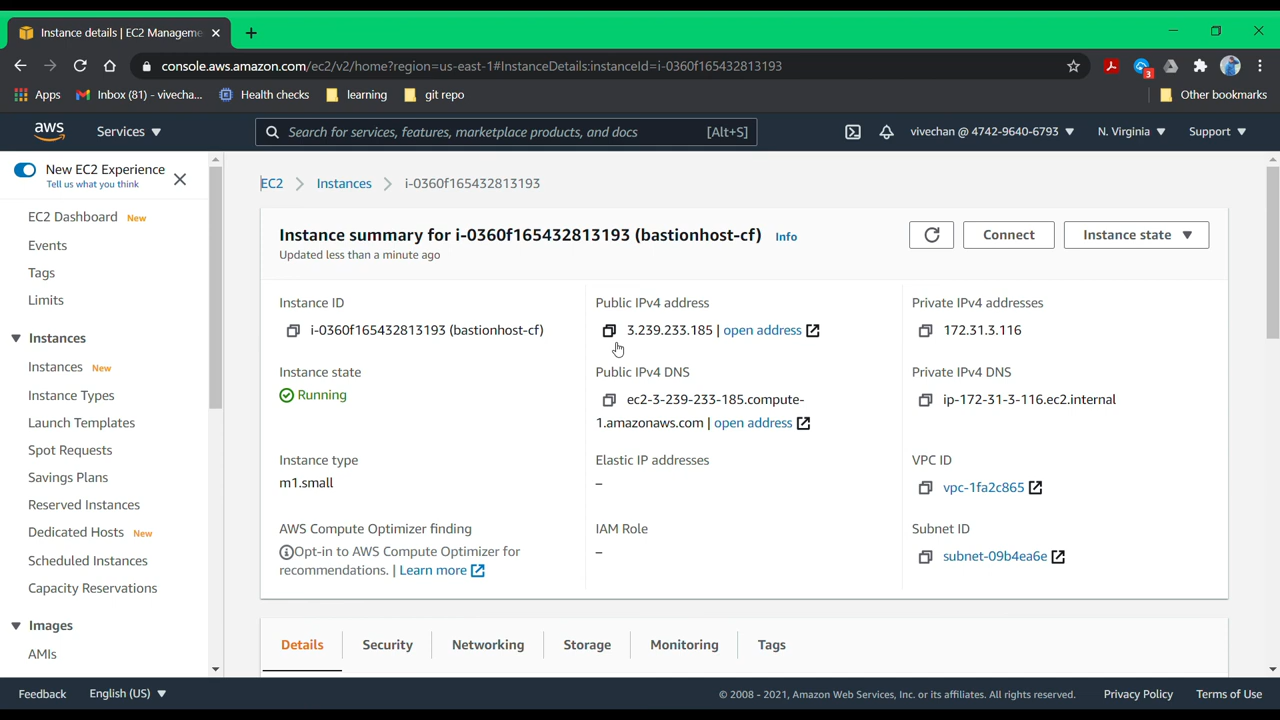 Instance details | EC2 Manageme
console.aws.amazon.com/ec2/v2/home?region=us-east-1#InstanceDetails:instanceId=i-0360f165432813193
3
Apps
Inbox (81) - vivecha...
Health checks
learning
git repo
Other bookmarks
aws
Services
Search for services, features, marketplace products, and docs
[Alt+S]
vivechan @ 4742-9640-6793
N. Virginia
Support
New EC2 Experience
Tell us what you think
EC2 Dashboard New
Events
Tags
Limits
Instances
Instances New
Instance Types
Launch Templates
Spot Requests
Savings Plans
Reserved Instances
Dedicated Hosts New
Scheduled Instances
Capacity Reservations
Images
AMIs
EC2 > Instances > i-0360f165432813193
Instance summary for i-0360f165432813193 (bastionhost-cf) Info
Updated less than a minute ago
Connect
Instance state
Instance ID
i-0360f165432813193 (bastionhost-cf)
Public IPv4 address
3.239.233.185 | open address
Private IPv4 addresses
172.31.3.116
Instance state
Running
Public IPv4 DNS
ec2-3-239-233-185.compute-
1.amazonaws.com | open address
Private IPv4 DNS
ip-172-31-3-116.ec2.internal
Instance type
m1.small
Elastic IP addresses
–
VPC ID
vpc-1fa2c865
AWS Compute Optimizer finding
Opt-in to AWS Compute Optimizer for
recommendations. | Learn more
IAM Role
–
Subnet ID
subnet-09b4ea6e
Details
Security
Networking
Storage
Monitoring
Tags
Feedback
English (US)
© 2008 - 2021, Amazon Web Services, Inc. or its affiliates. All rights reserved.
Privacy Policy
Terms of Use